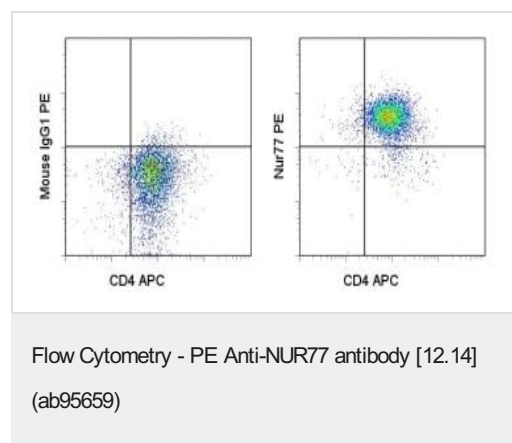 Mouse IgG1 PE
CD4 APC
Nur77 PE
CD4 APC
Flow Cytometry - PE Anti-NUR77 antibody [12.14]
(ab95659)